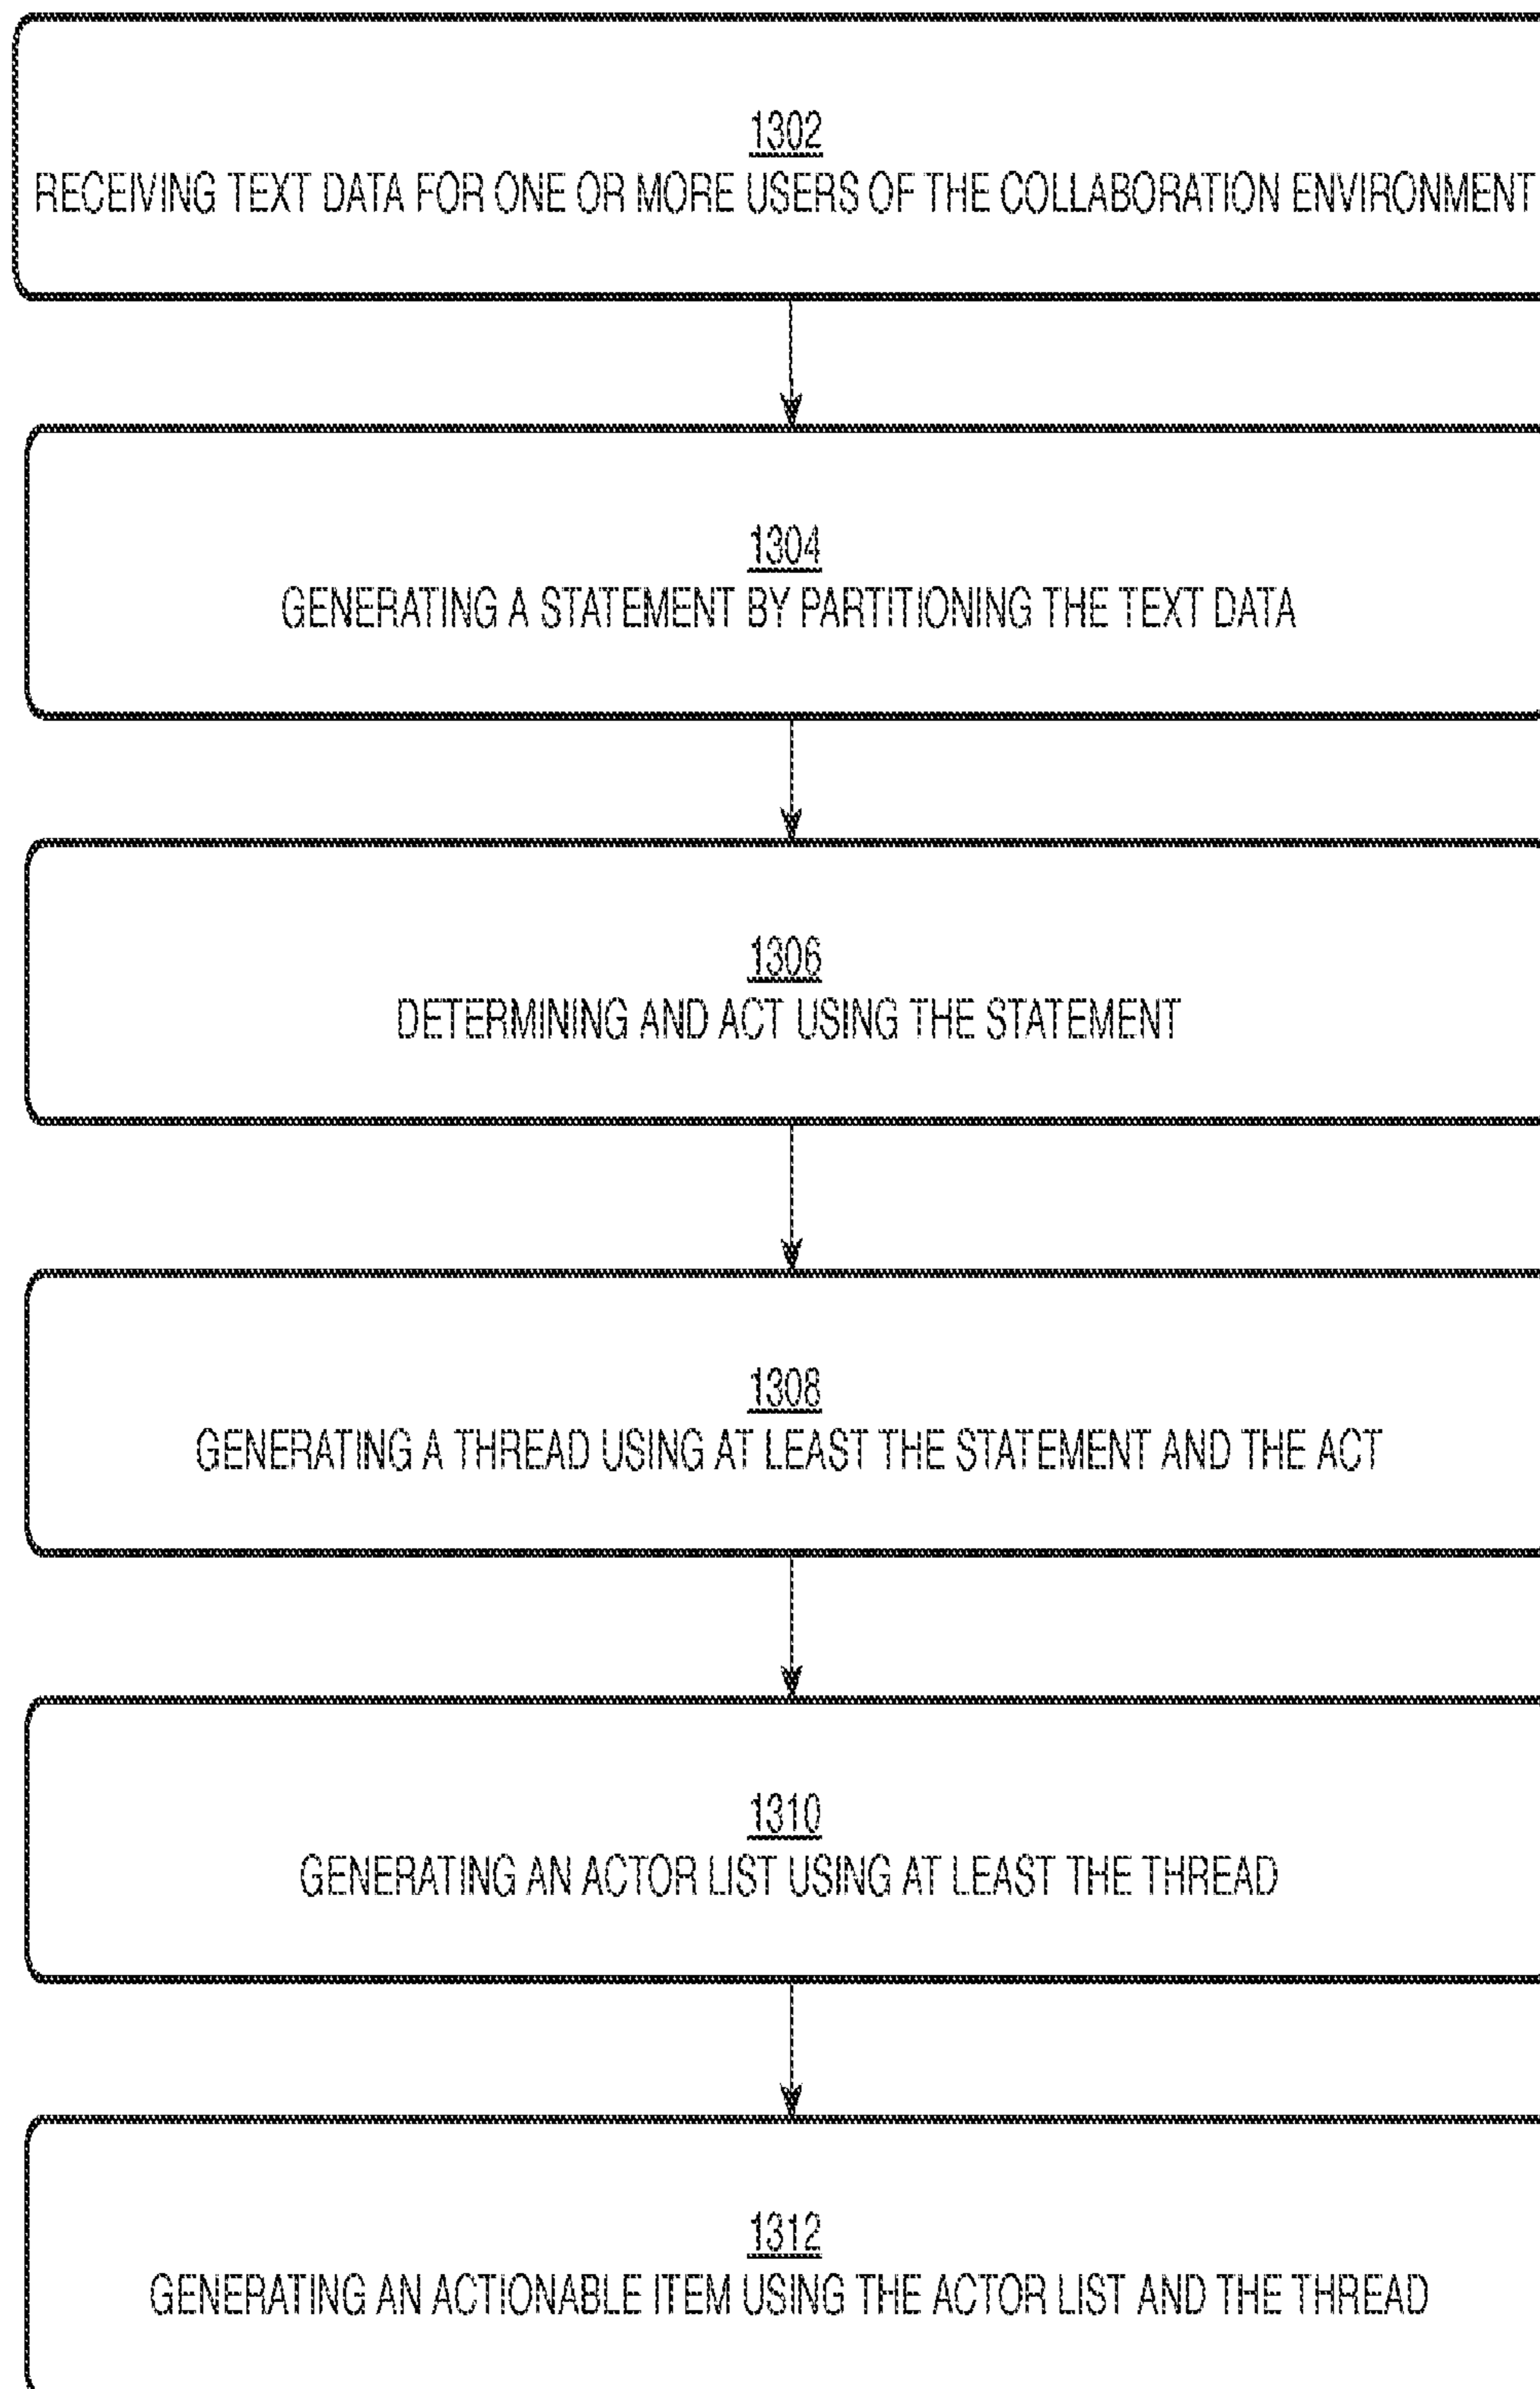 1302
RECEIVING TEXT DATA FOR ONE OR MORE USERS OF THE COLLABORATION ENVIRONMENT
1304
GENERATING A STATEMENT BY PARTITIONING THE TEXT DATA
1306
DETERMINING AND ACT USING THE STATEMENT
1308
GENERATING A THREAD USING AT LEAST THE STATEMENT AND THE ACT
1310
GENERATING AN ACTOR LIST USING AT LEAST THE THREAD
1312
GENERATING AN ACTIONABLE ITEM USING THE ACTOR LIST AND THE THREAD